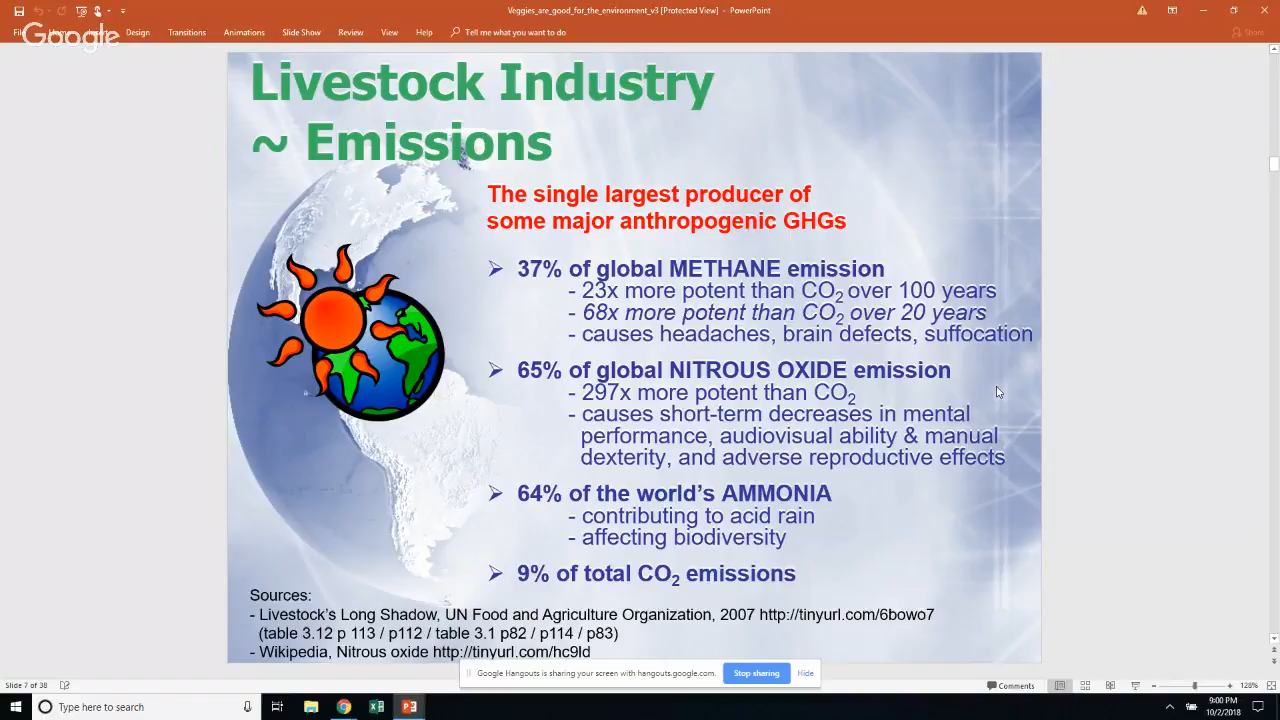 Veggies_are_good_for_the_environment_v3 [Protected View] - PowerPoint
Google
Design Transitions Animations Slide Show Review View Help Tell me what you want to do Share
Livestock Industry
~ Emissions
The single largest producer of
some major anthropogenic GHGs
➢ 37% of global METHANE emission
- 23x more potent than CO2 over 100 years
- 68x more potent than CO2 over 20 years
- causes headaches, brain defects, suffocation
➢ 65% of global NITROUS OXIDE emission
- 297x more potent than CO2
- causes short-term decreases in mental
performance, audiovisual ability & manual
dexterity, and adverse reproductive effects
➢ 64% of the world's AMMONIA
- contributing to acid rain
- affecting biodiversity
➢ 9% of total CO2 emissions
Sources:
- Livestock's Long Shadow, UN Food and Agriculture Organization, 2007 http://tinyurl.com/6bowo7
(table 3.12 p 113 / p112 / table 3.1 p82 / p114 / p83)
- Wikipedia, Nitrous oxide http://tinyurl.com/hc9ld
Google Hangouts is sharing your screen with hangouts.google.com. Stop sharing Hide
Slide 7 of 38 Comments 128%
Type here to search
9:00 PM
10/2/2018